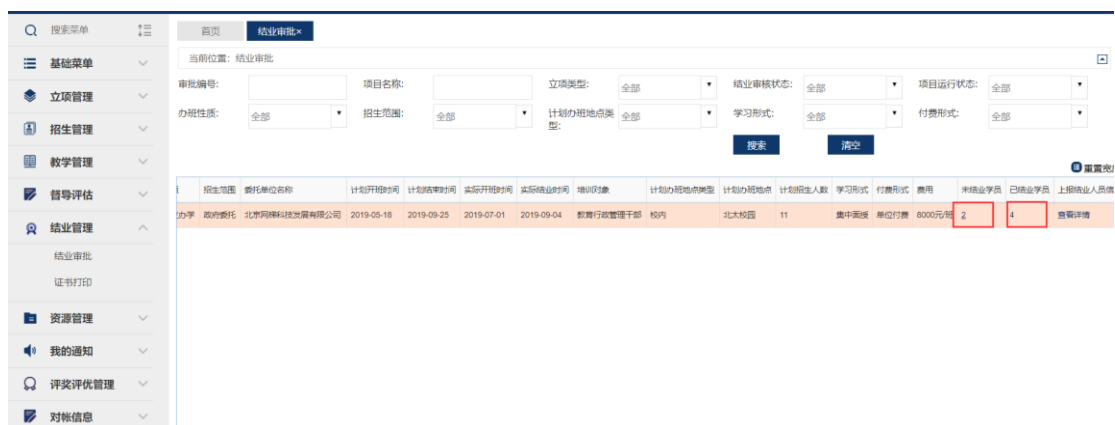 搜索菜单
首页
结业审批×
基础菜单
当前位置：结业审批
审批编号:
项目名称:
立项类型:
全部
结业审核状态:
全部
项目运行状态:
全部
立项管理
办班性质:
全部
招生范围:
全部
计划办班地点类型:
全部
学习形式:
全部
付费形式:
全部
招生管理
搜索
清空
教学管理
重置完
招生范围 委托单位名称 计划开班时间 计划结束时间 实际开班时间 实际结业时间 培训对象 计划办班地点类型 计划办班地点 计划招生人数 学习形式 付费形式 费用 未结业学员 已结业学员 上报结业人员信
督导评估
办学 政府委托 北京网梯科技发展有限公司 2019-05-18 2019-09-25 2019-07-01 2019-09-04 教育行政管理干部 校内 北大校园 11 集中面授 单位付费 8000元/班 2 4 查看详情
结业管理
结业审批
证书打印
资源管理
我的通知
评奖评优管理
对帐信息